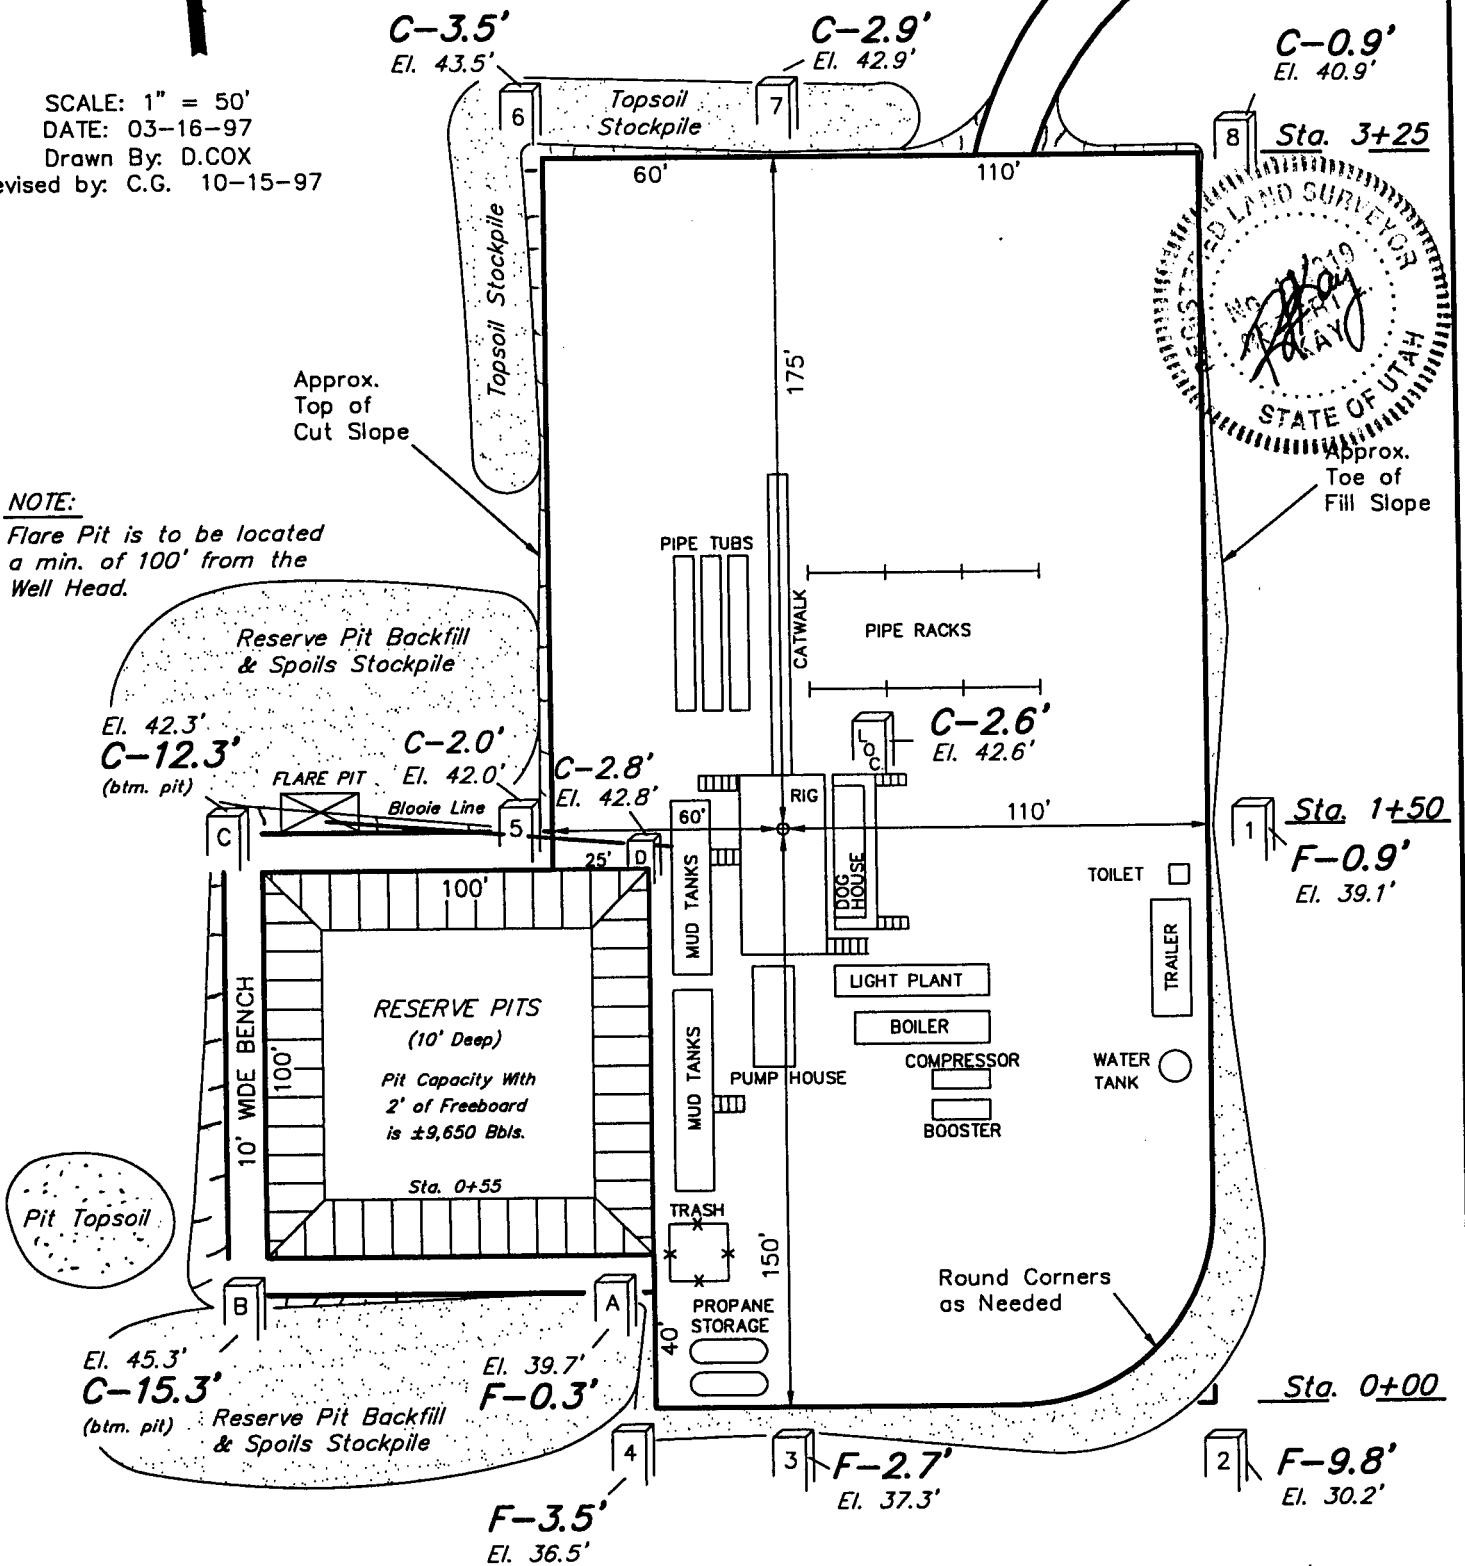 C-3.5'
El. 43.5'
C-2.9'
El. 42.9'
C-0.9'
El. 40.9'
SCALE: 1" = 50'
DATE: 03-16-97
Drawn By: D.COX
evised by: C.G. 10-15-97
6
Topsoil
Stockpile
7
8
Sta. 3+25
60'
110'
LAND SURVEYOR
KAY
STATE OF UTAH
Topsoil Stockpile
175'
Approx.
Top of
Cut Slope
Approx.
Toe of
Fill Slope
NOTE:
Flare Pit is to be located
a min. of 100' from the
Well Head.
PIPE TUBS
CATWALK
PIPE RACKS
Reserve Pit Backfill
& Spoils Stockpile
El. 42.3'
C-12.3'
(btm. pit)
C-2.0'
El. 42.0'
C-2.8'
El. 42.8'
LOC.
C-2.6'
El. 42.6'
FLARE PIT
Blooie Line
C
5
D
60'
RIG
110'
1
Sta. 1+50
F-0.9'
El. 39.1'
25'
100'
MUD TANKS
DOG HOUSE
TOILET
TRAILER
10' WIDE BENCH
100'
RESERVE PITS
(10' Deep)
Pit Capacity With
2' of Freeboard
is ±9,650 Bbls.
Sta. 0+55
MUD TANKS
LIGHT PLANT
BOILER
PUMP HOUSE
COMPRESSOR
BOOSTER
WATER
TANK
Pit Topsoil
TRASH
150'
Round Corners
as Needed
B
A
PROPANE
STORAGE
40'
El. 45.3'
C-15.3'
(btm. pit)
El. 39.7'
F-0.3'
Reserve Pit Backfill
& Spoils Stockpile
Sta. 0+00
4
3
2
F-3.5'
El. 36.5'
F-2.7'
El. 37.3'
F-9.8'
El. 30.2'